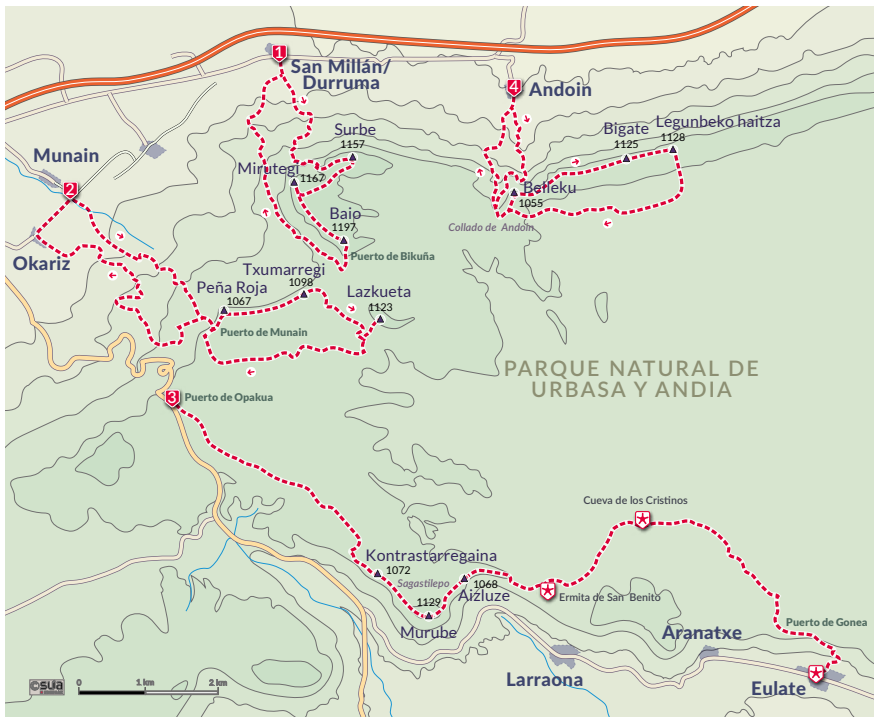 1
San Millán/
Durruma
4
Andoin
Surbe
1157
Bigate
1125
Legunbeko haitza
1128
Munain
2
Mirutegi
1167
Belleku
1055
Baio
1197
Collado de Andoin
Okariz
Puerto de Bikuña
Txumarregi
1098
Peña Roja
1067
Lazkueta
1123
Puerto de Munain
PARQUE NATURAL DE
URBASA Y ANDIA
3
Puerto de Opakua
Cueva de los Cristinos
Kontrastarregaina
1072
Sagastilepo
1068
Aizluze
Ermita de San Benito
1129
Murube
Puerto de Gonea
Aranatxe
Larraona
Eulate
©sua
0
1 km
2 km